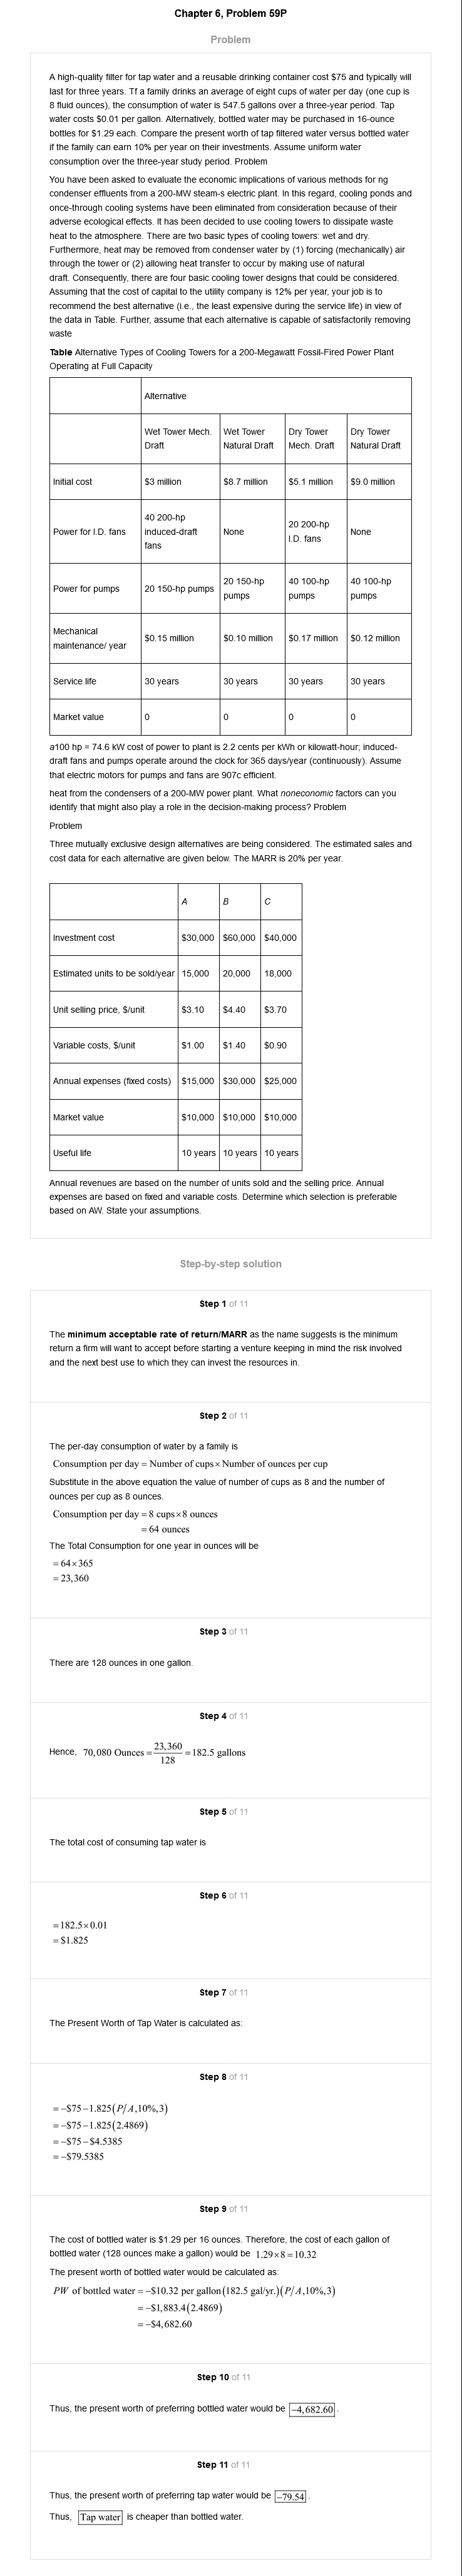 Chapter 6, Problem 59P
Problem
A high-quality filter for tap water and a reusable drinking container cost $75 and typically will
last for three years. Tf a family drinks an average of eight cups of water per day (one cup is
8 fluid ounces), the consumption of water is 547.5 gallons over a three-year period. Tap
water costs $0.01 per gallon. Alternatively, bottled water may be purchased in 16-ounce
bottles for $1.29 each. Compare the present worth of tap filtered water versus bottled water
if the family can earn 10% per year on their investments. Assume uniform water
consumption over the three-year study period. Problem
You have been asked to evaluate the economic implications of various methods for ng
condenser effluents from a 200-MW steam-s electric plant. In this regard, cooling ponds and
once-through cooling systems have been eliminated from consideration because of their
adverse ecological effects. It has been decided to use cooling towers to dissipate waste
heat to the atmosphere. There are two basic types of cooling towers: wet and dry.
Furthermore, heat may be removed from condenser water by (1) forcing (mechanically) air
through the tower or (2) allowing heat transfer to occur by making use of natural
draft. Consequently, there are four basic cooling tower designs that could be considered.
Assuming that the cost of capital to the utility company is 12% per year, your job is to
recommend the best alternative (i.e., the least expensive during the service life) in view of
the data in Table. Further, assume that each alternative is capable of satisfactorily removing
waste
Table Alternative Types of Cooling Towers for a 200-Megawatt Fossil-Fired Power Plant
Operating at Full Capacity
Alternative
Wet Tower Mech. Draft Wet Tower Natural Draft Dry Tower Mech. Draft Dry Tower Natural Draft
Initial cost $3 million $8.7 million $5.1 million $9.0 million
Power for I.D. fans 40 200-hp induced-draft fans None 20 200-hp I.D. fans None
Power for pumps 20 150-hp pumps 20 150-hp pumps 40 100-hp pumps 40 100-hp pumps
Mechanical maintenance/ year $0.15 million $0.10 million $0.17 million $0.12 million
Service life 30 years 30 years 30 years 30 years
Market value 0 0 0 0
a100 hp = 74.6 kW cost of power to plant is 2.2 cents per kWh or kilowatt-hour; induced-
draft fans and pumps operate around the clock for 365 days/year (continuously). Assume
that electric motors for pumps and fans are 907c efficient.
heat from the condensers of a 200-MW power plant. What noneconomic factors can you
identify that might also play a role in the decision-making process? Problem
Problem
Three mutually exclusive design alternatives are being considered. The estimated sales and
cost data for each alternative are given below. The MARR is 20% per year.
A B C
Investment cost $30,000 $60,000 $40,000
Estimated units to be sold/year 15,000 20,000 18,000
Unit selling price, $/unit $3.10 $4.40 $3.70
Variable costs, $/unit $1.00 $1.40 $0.90
Annual expenses (fixed costs) $15,000 $30,000 $25,000
Market value $10,000 $10,000 $10,000
Useful life 10 years 10 years 10 years
Annual revenues are based on the number of units sold and the selling price. Annual
expenses are based on fixed and variable costs. Determine which selection is preferable
based on AW. State your assumptions.
Step-by-step solution
Step 1 of 11
The minimum acceptable rate of return/MARR as the name suggests is the minimum
return a firm will want to accept before starting a venture keeping in mind the risk involved
and the next best use to which they can invest the resources in.
Step 2 of 11
The per-day consumption of water by a family is
Consumption per day = Number of cups × Number of ounces per cup
Substitute in the above equation the value of number of cups as 8 and the number of
ounces per cup as 8 ounces.
Consumption per day = 8 cups × 8 ounces
= 64 ounces
The Total Consumption for one year in ounces will be
= 64 × 365
= 23,360
Step 3 of 11
There are 128 ounces in one gallon.
Step 4 of 11
Hence, 70,080 Ounces = 23,360/128 = 182.5 gallons
Step 5 of 11
The total cost of consuming tap water is
Step 6 of 11
= 182.5 × 0.01
= $1.825
Step 7 of 11
The Present Worth of Tap Water is calculated as:
Step 8 of 11
= −$75 − 1.825(P/A,10%,3)
= −$75 − 1.825(2.4869)
= −$75 − $4.5385
= −$79.5385
Step 9 of 11
The cost of bottled water is $1.29 per 16 ounces. Therefore, the cost of each gallon of
bottled water (128 ounces make a gallon) would be 1.29 × 8 = 10.32
The present worth of bottled water would be calculated as:
PW of bottled water = −$10.32 per gallon(182.5 gal/yr.)(P/A,10%,3)
= −$1,883.4(2.4869)
= −$4,682.60
Step 10 of 11
Thus, the present worth of preferring bottled water would be −4,682.60 .
Step 11 of 11
Thus, the present worth of preferring tap water would be −79.54 .
Thus, Tap water is cheaper than bottled water.